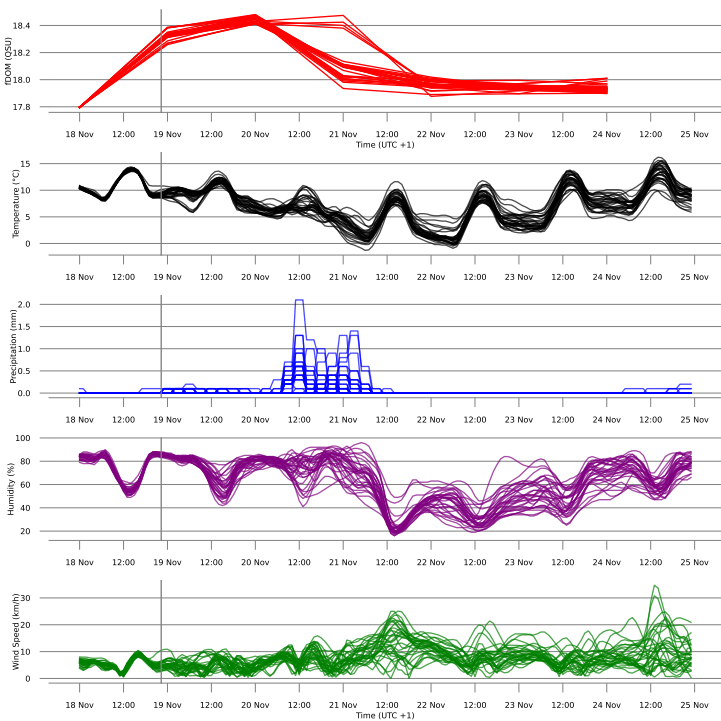 fDOM (QSU)
18.4
18.2
18.0
17.8
18 Nov 12:00 19 Nov 12:00 20 Nov 12:00 21 Nov 12:00 22 Nov 12:00 23 Nov 12:00 24 Nov 12:00 25 Nov
Time (UTC +1)
Temperature (°C)
15
10
5
0
18 Nov 12:00 19 Nov 12:00 20 Nov 12:00 21 Nov 12:00 22 Nov 12:00 23 Nov 12:00 24 Nov 12:00 25 Nov
Precipitation (mm)
2.0
1.5
1.0
0.5
0.0
18 Nov 12:00 19 Nov 12:00 20 Nov 12:00 21 Nov 12:00 22 Nov 12:00 23 Nov 12:00 24 Nov 12:00 25 Nov
Humidity (%)
100
80
60
40
20
18 Nov 12:00 19 Nov 12:00 20 Nov 12:00 21 Nov 12:00 22 Nov 12:00 23 Nov 12:00 24 Nov 12:00 25 Nov
Wind Speed (km/h)
30
20
10
0
18 Nov 12:00 19 Nov 12:00 20 Nov 12:00 21 Nov 12:00 22 Nov 12:00 23 Nov 12:00 24 Nov 12:00 25 Nov
Time (UTC +1)